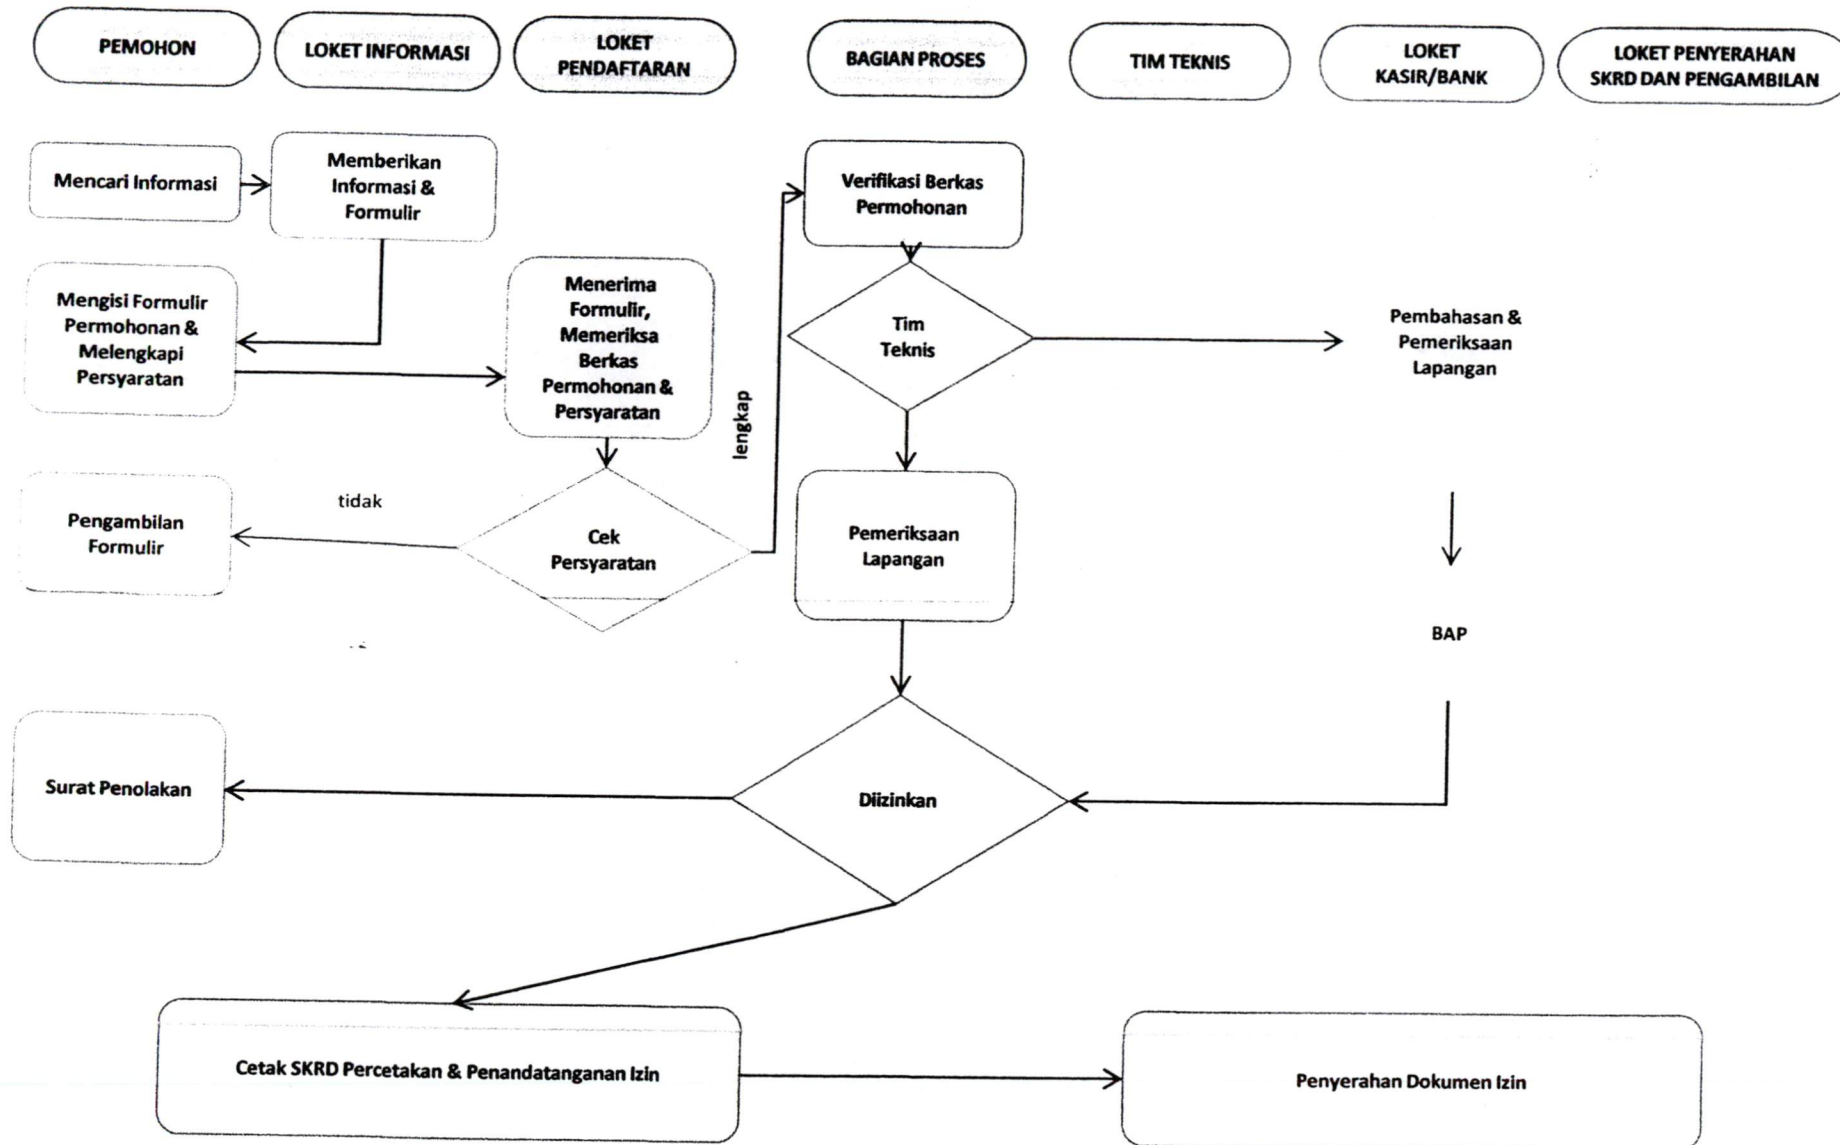 PEMOHON
LOKET INFORMASI
LOKET
PENDAFTARAN
BAGIAN PROSES
TIM TEKNIS
LOKET
KASIR/BANK
LOKET PENYERAHAN
SKRD DAN PENGAMBILAN
Mencari Informasi
Memberikan
Informasi &
Formulir
Verifikasi Berkas
Permohonan
Mengisi Formulir
Permohonan &
Melengkapi
Persyaratan
Menerima
Formulir,
Memeriksa
Berkas
Permohonan &
Persyaratan
lengkap
Tim
Teknis
Pembahasan &
Pemeriksaan
Lapangan
Pengambilan
Formulir
tidak
Cek
Persyaratan
Pemeriksaan
Lapangan
BAP
Surat Penolakan
Diizinkan
Cetak SKRD Percetakan & Penandatanganan Izin
Penyerahan Dokumen Izin